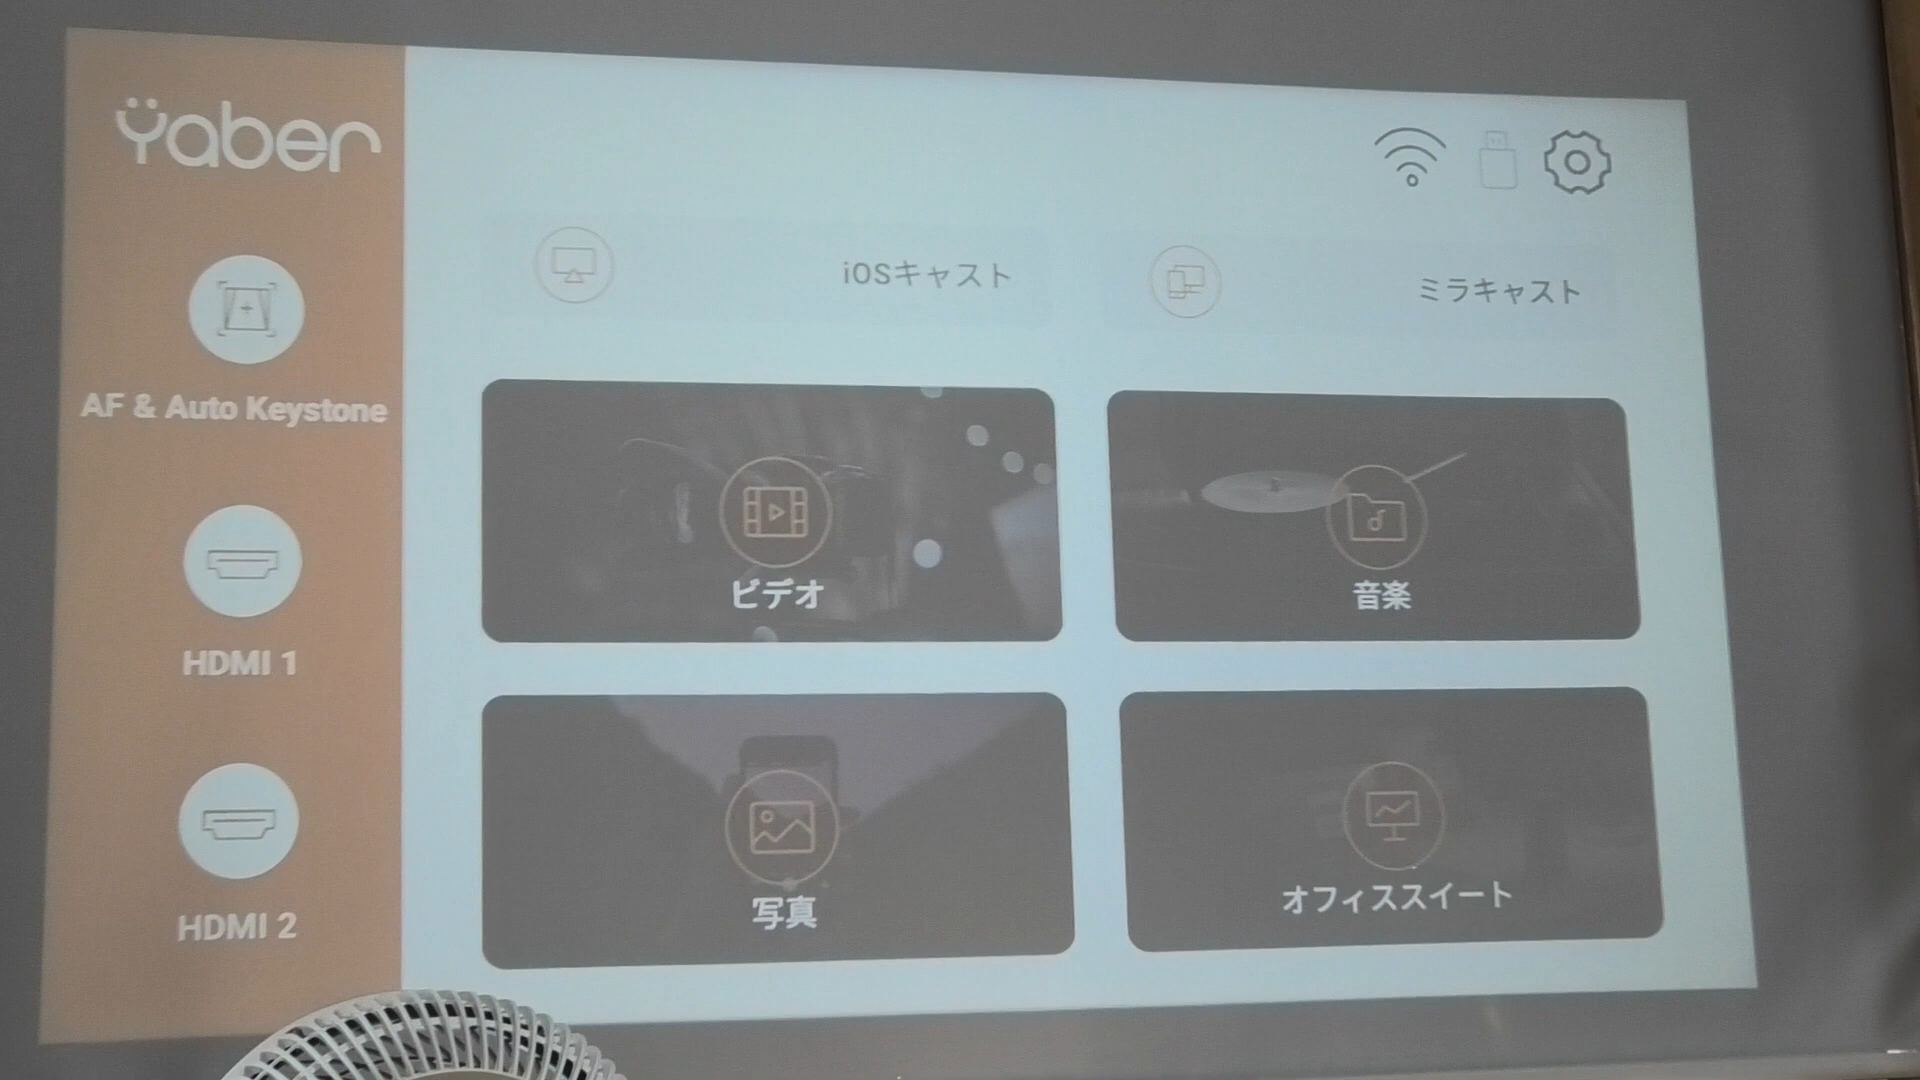 Yaber
AF & Auto Keystone
HDMI 1
HDMI 2
iOSキャスト
ミラキャスト
ビデオ
音楽
写真
オフィススイート